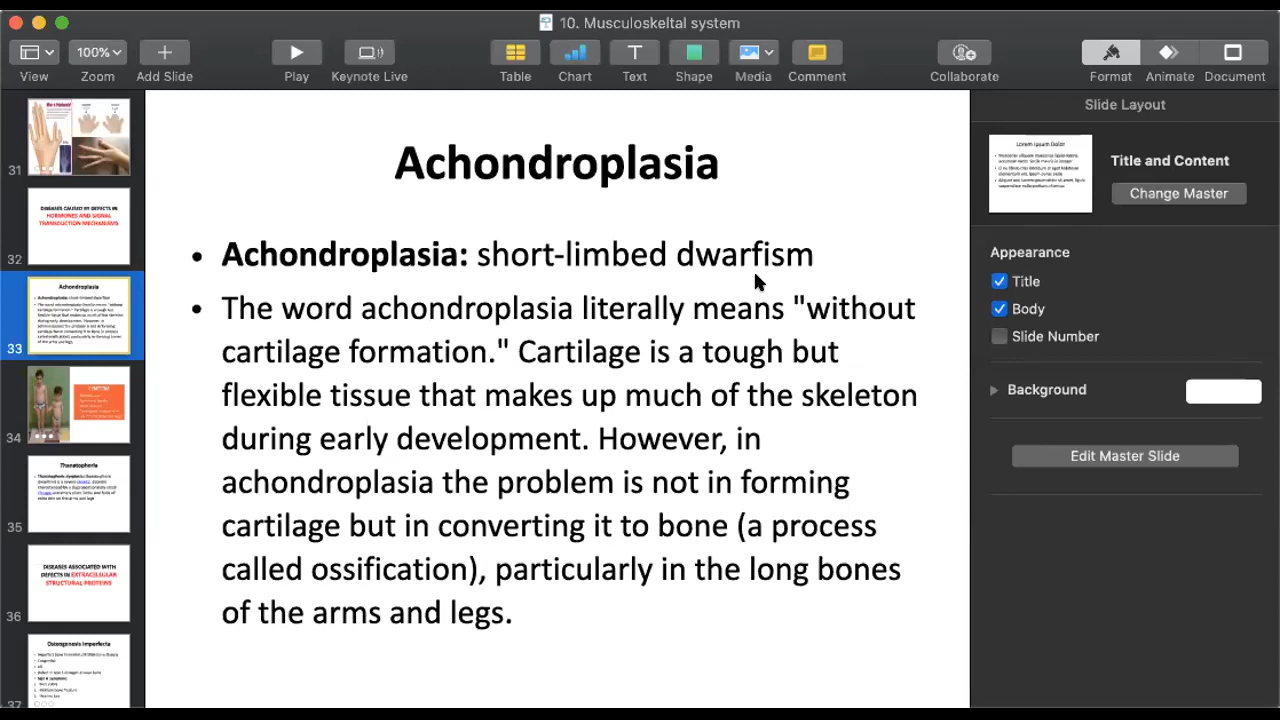 10. Musculoskeltal system
100%
View
Zoom
Add Slide
Play
Keynote Live
Table
Chart
Text
Shape
Media
Comment
Collaborate
Format
Animate
Document
31
DISEASES CAUSED BY DEFECTS IN
HORMONES AND SIGNAL
TRANSDUCTION MECHANISMS
32
Achondroplasia
33
34
Thanatophoria
35
DISEASES ASSOCIATED WITH
DEFECTS IN EXTRACELLULAR
STRUCTURAL PROTEINS
36
Osteogenesis Imperfecta
37
Achondroplasia
• Achondroplasia: short-limbed dwarfism
• The word achondroplasia literally means "without
cartilage formation." Cartilage is a tough but
flexible tissue that makes up much of the skeleton
during early development. However, in
achondroplasia the problem is not in forming
cartilage but in converting it to bone (a process
called ossification), particularly in the long bones
of the arms and legs.
Slide Layout
Lorem Ipsum Dolor
Title and Content
Change Master
Appearance
Title
Body
Slide Number
Background
Edit Master Slide